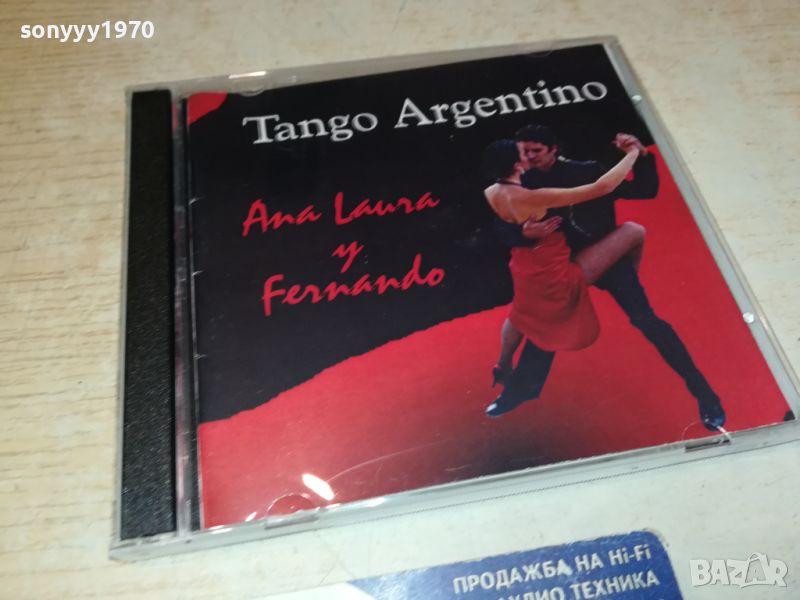 sonyyy1970
Tango Argentino
Ana Laura
y
Fernando
ПРОДАЖБА НА Hi-Fi
АУДИО ТЕХНИКА
BAZAR